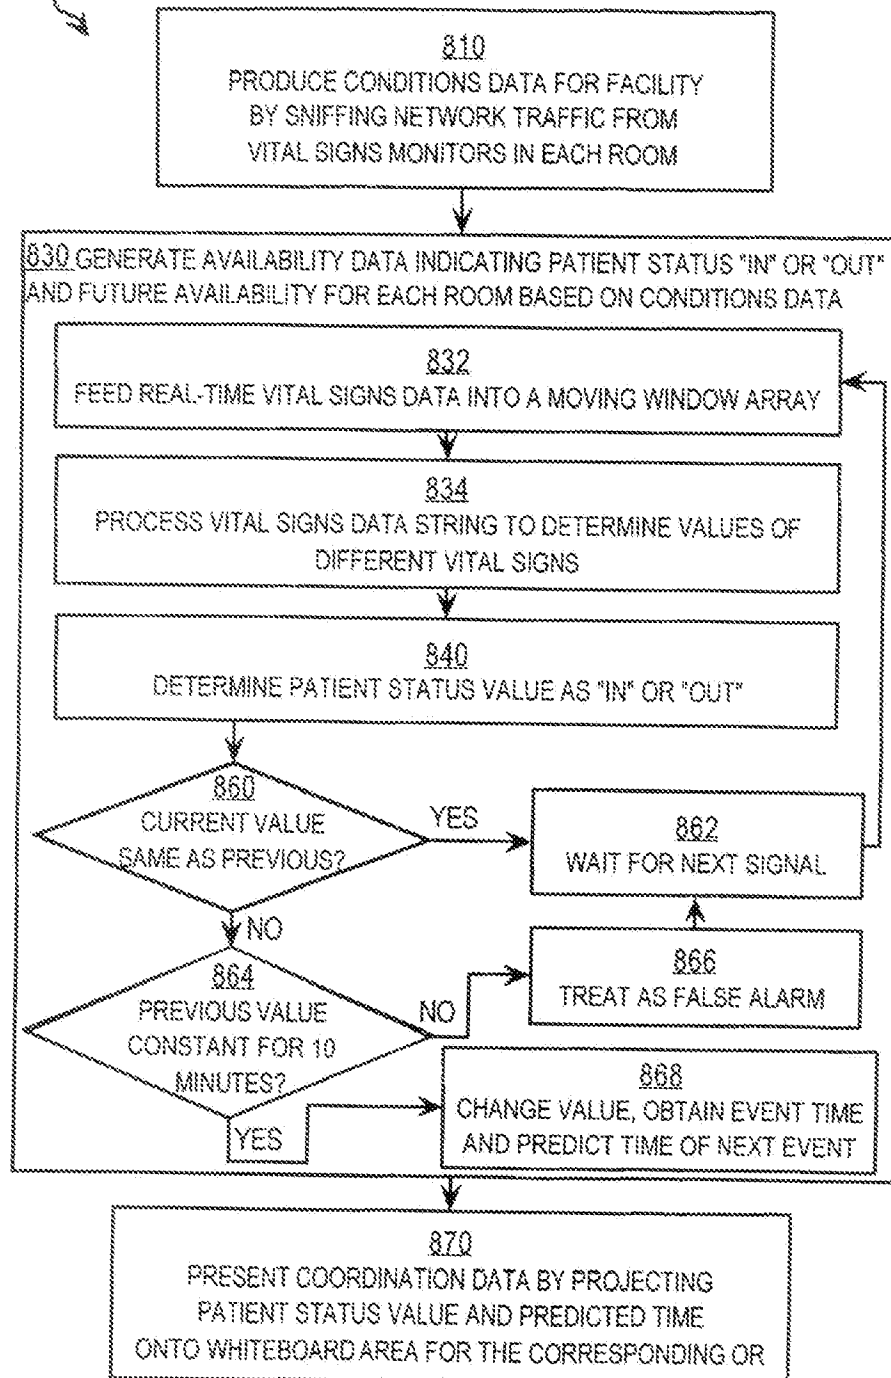 810
PRODUCE CONDITIONS DATA FOR FACILITY
BY SNIFFING NETWORK TRAFFIC FROM
VITAL SIGNS MONITORS IN EACH ROOM
830 GENERATE AVAILABILITY DATA INDICATING PATIENT STATUS "IN" OR "OUT"
AND FUTURE AVAILABILITY FOR EACH ROOM BASED ON CONDITIONS DATA
832
FEED REAL-TIME VITAL SIGNS DATA INTO A MOVING WINDOW ARRAY
834
PROCESS VITAL SIGNS DATA STRING TO DETERMINE VALUES OF
DIFFERENT VITAL SIGNS
840
DETERMINE PATIENT STATUS VALUE AS "IN" OR "OUT"
860
CURRENT VALUE
SAME AS PREVIOUS?
YES
862
WAIT FOR NEXT SIGNAL
NO
864
PREVIOUS VALUE
CONSTANT FOR 10
MINUTES?
NO
866
TREAT AS FALSE ALARM
YES
868
CHANGE VALUE, OBTAIN EVENT TIME
AND PREDICT TIME OF NEXT EVENT
870
PRESENT COORDINATION DATA BY PROJECTING
PATIENT STATUS VALUE AND PREDICTED TIME
ONTO WHITEBOARD AREA FOR THE CORRESPONDING OR